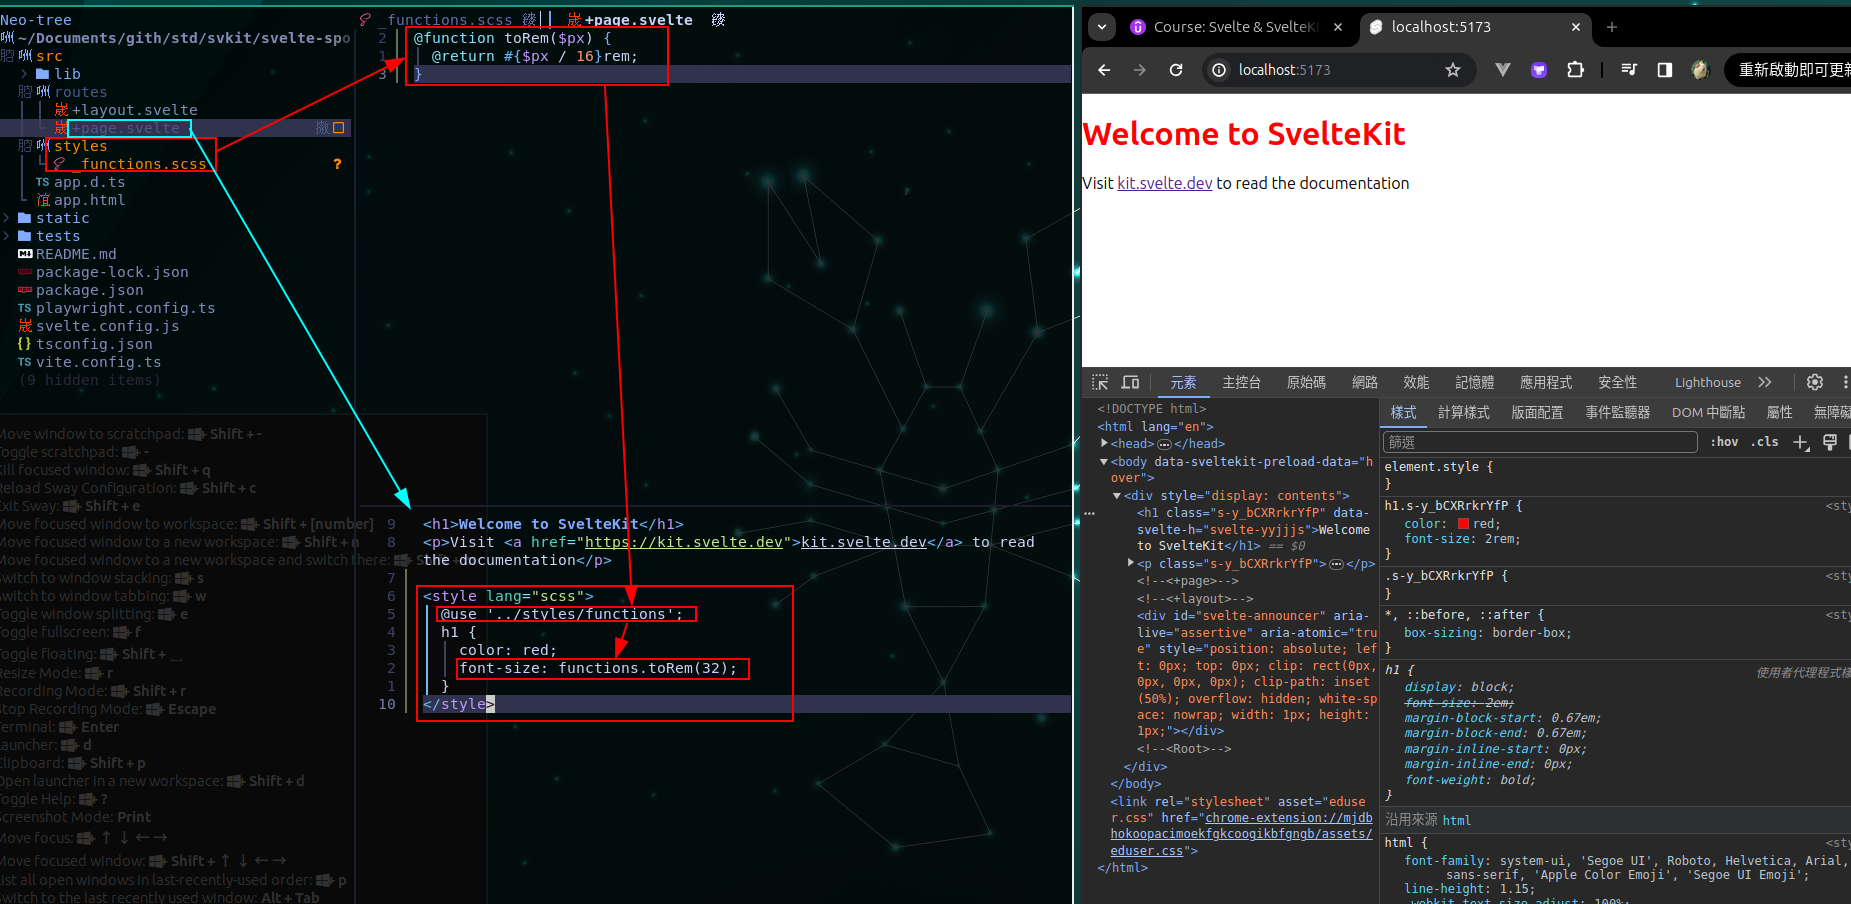 Neo-tree
~/Documents/gith/std/svkit/svelte-spo
src
lib
routes
+layout.svelte
+page.svelte
styles
_functions.scss ?
TS app.d.ts
app.html
static
tests
README.md
package-lock.json
package.json
TS playwright.config.ts
svelte.config.js
{} tsconfig.json
TS vite.config.ts
(9 hidden items)
Move window to scratchpad: + Shift + -
Toggle scratchpad: + -
Kill focused window: + Shift + q
Reload Sway Configuration: + Shift + c
Exit Sway: + Shift + e
Move focused window to workspace: + Shift + [number]
Move focused window to a new workspace: + Shift + n
Move focused window to a new workspace and switch there:
Switch to window stacking: + s
Switch to window tabbing: + w
Toggle window splitting: + e
Toggle fullscreen: + f
Toggle floating: + Shift + ⎵
Resize Mode: + r
Recording Mode: + Shift + r
Stop Recording Mode: + Escape
Terminal: + Enter
Launcher: + d
Clipboard: + Shift + p
Open launcher in a new workspace: + Shift + d
Toggle Help: + ?
Screenshot Mode: Print
Move focus: + ↑ ↓ ← →
Move focused window: + Shift + ↑ ↓ ← →
List all open windows in last-recently-used order: + p
Switch to the last recently used window: Alt + Tab
_functions.scss
+page.svelte
2 @function toRem($px) {
1 @return #{$px / 16}rem;
3 }
9 <h1>Welcome to SvelteKit</h1>
8 <p>Visit <a href="https://kit.svelte.dev">kit.svelte.dev</a> to read
the documentation</p>
7
6 <style lang="scss">
5 @use '../styles/functions';
4 h1 {
3 color: red;
2 font-size: functions.toRem(32);
1 }
10 </style>
Course: Svelte & SvelteKi
localhost:5173
localhost:5173
重新啟動即可更新
Welcome to SvelteKit
Visit kit.svelte.dev to read the documentation
元素 主控台 原始碼 網路 效能 記憶體 應用程式 安全性 Lighthouse
<!DOCTYPE html>
<html lang="en">
<head> </head>
<body data-sveltekit-preload-data="h
over">
<div style="display: contents">
<h1 class="s-y_bCXRrkrYfP" data-
svelte-h="svelte-yyjjjs">Welcome
to SvelteKit</h1> == $0
<p class="s-y_bCXRrkrYfP"> </p>
<!--<+page>-->
<!--<+layout>-->
<div id="svelte-announcer" aria-
live="assertive" aria-atomic="tru
e" style="position: absolute; lef
t: 0px; top: 0px; clip: rect(0px,
0px, 0px, 0px); clip-path: inset
(50%); overflow: hidden; white-sp
ace: nowrap; width: 1px; height:
1px;"></div>
<!--<Root>-->
</div>
</body>
<link rel="stylesheet" asset="eduse
r.css" href="chrome-extension://mjdb
hokoopacimoekfgkcooqikbfgngb/assets/
eduser.css">
</html>
樣式 計算樣式 版面配置 事件監聽器 DOM 中斷點 屬性 無障礙
篩選 :hov .cls
element.style {
}
h1.s-y_bCXRrkrYfP { <sty
color: red;
font-size: 2rem;
}
.s-y_bCXRrkrYfP { <sty
}
*, ::before, ::after { <sty
box-sizing: border-box;
}
h1 { 使用者代理程式樣
display: block;
font-size: 2em;
margin-block-start: 0.67em;
margin-block-end: 0.67em;
margin-inline-start: 0px;
margin-inline-end: 0px;
font-weight: bold;
}
沿用來源 html
html { <sty
font-family: system-ui, 'Segoe UI', Roboto, Helvetica, Arial,
sans-serif, 'Apple Color Emoji', 'Segoe UI Emoji';
line-height: 1.15;
-webkit-text-size-adjust: 100%;